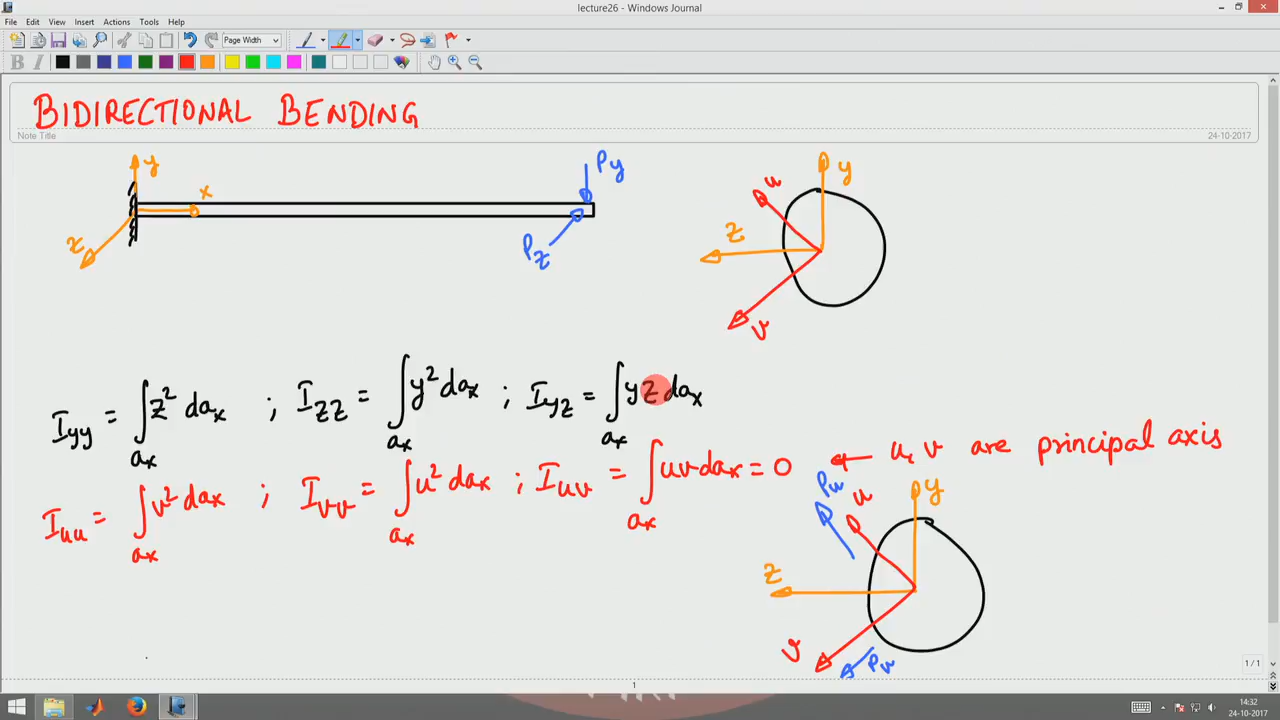 lecture26 - Windows Journal
File Edit View Insert Actions Tools Help
Page Width
B I
BIDIRECTIONAL BENDING
Note Title
24-10-2017
y
x
z
Py
Pz
y
u
z
v
Iyy = ∫ax z² dax ; Izz = ∫ax y² dax ; Iyz = ∫ax yz dax
Iuu = ∫ax v² dax ; Ivv = ∫ax u² dax ; Iuv = ∫ax uv dax = 0 ← u, v are principal axis
Pu
u
y
z
v
Pv
1/1
1
14:32
24-10-2017